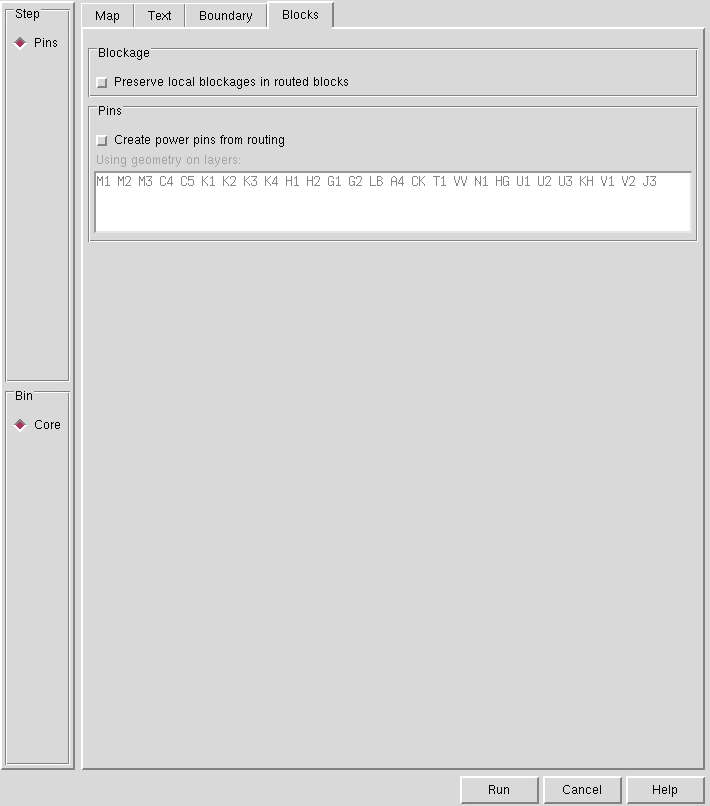 Step
Pins
Bin
Core
Map Text Boundary Blocks
Blockage
Preserve local blockages in routed blocks
Pins
Create power pins from routing
Using geometry on layers:
M1 M2 M3 C4 C5 K1 K2 K3 K4 H1 H2 G1 G2 LB A4 CK T1 VV N1 HG U1 U2 U3 KH V1 V2 J3
Run Cancel Help